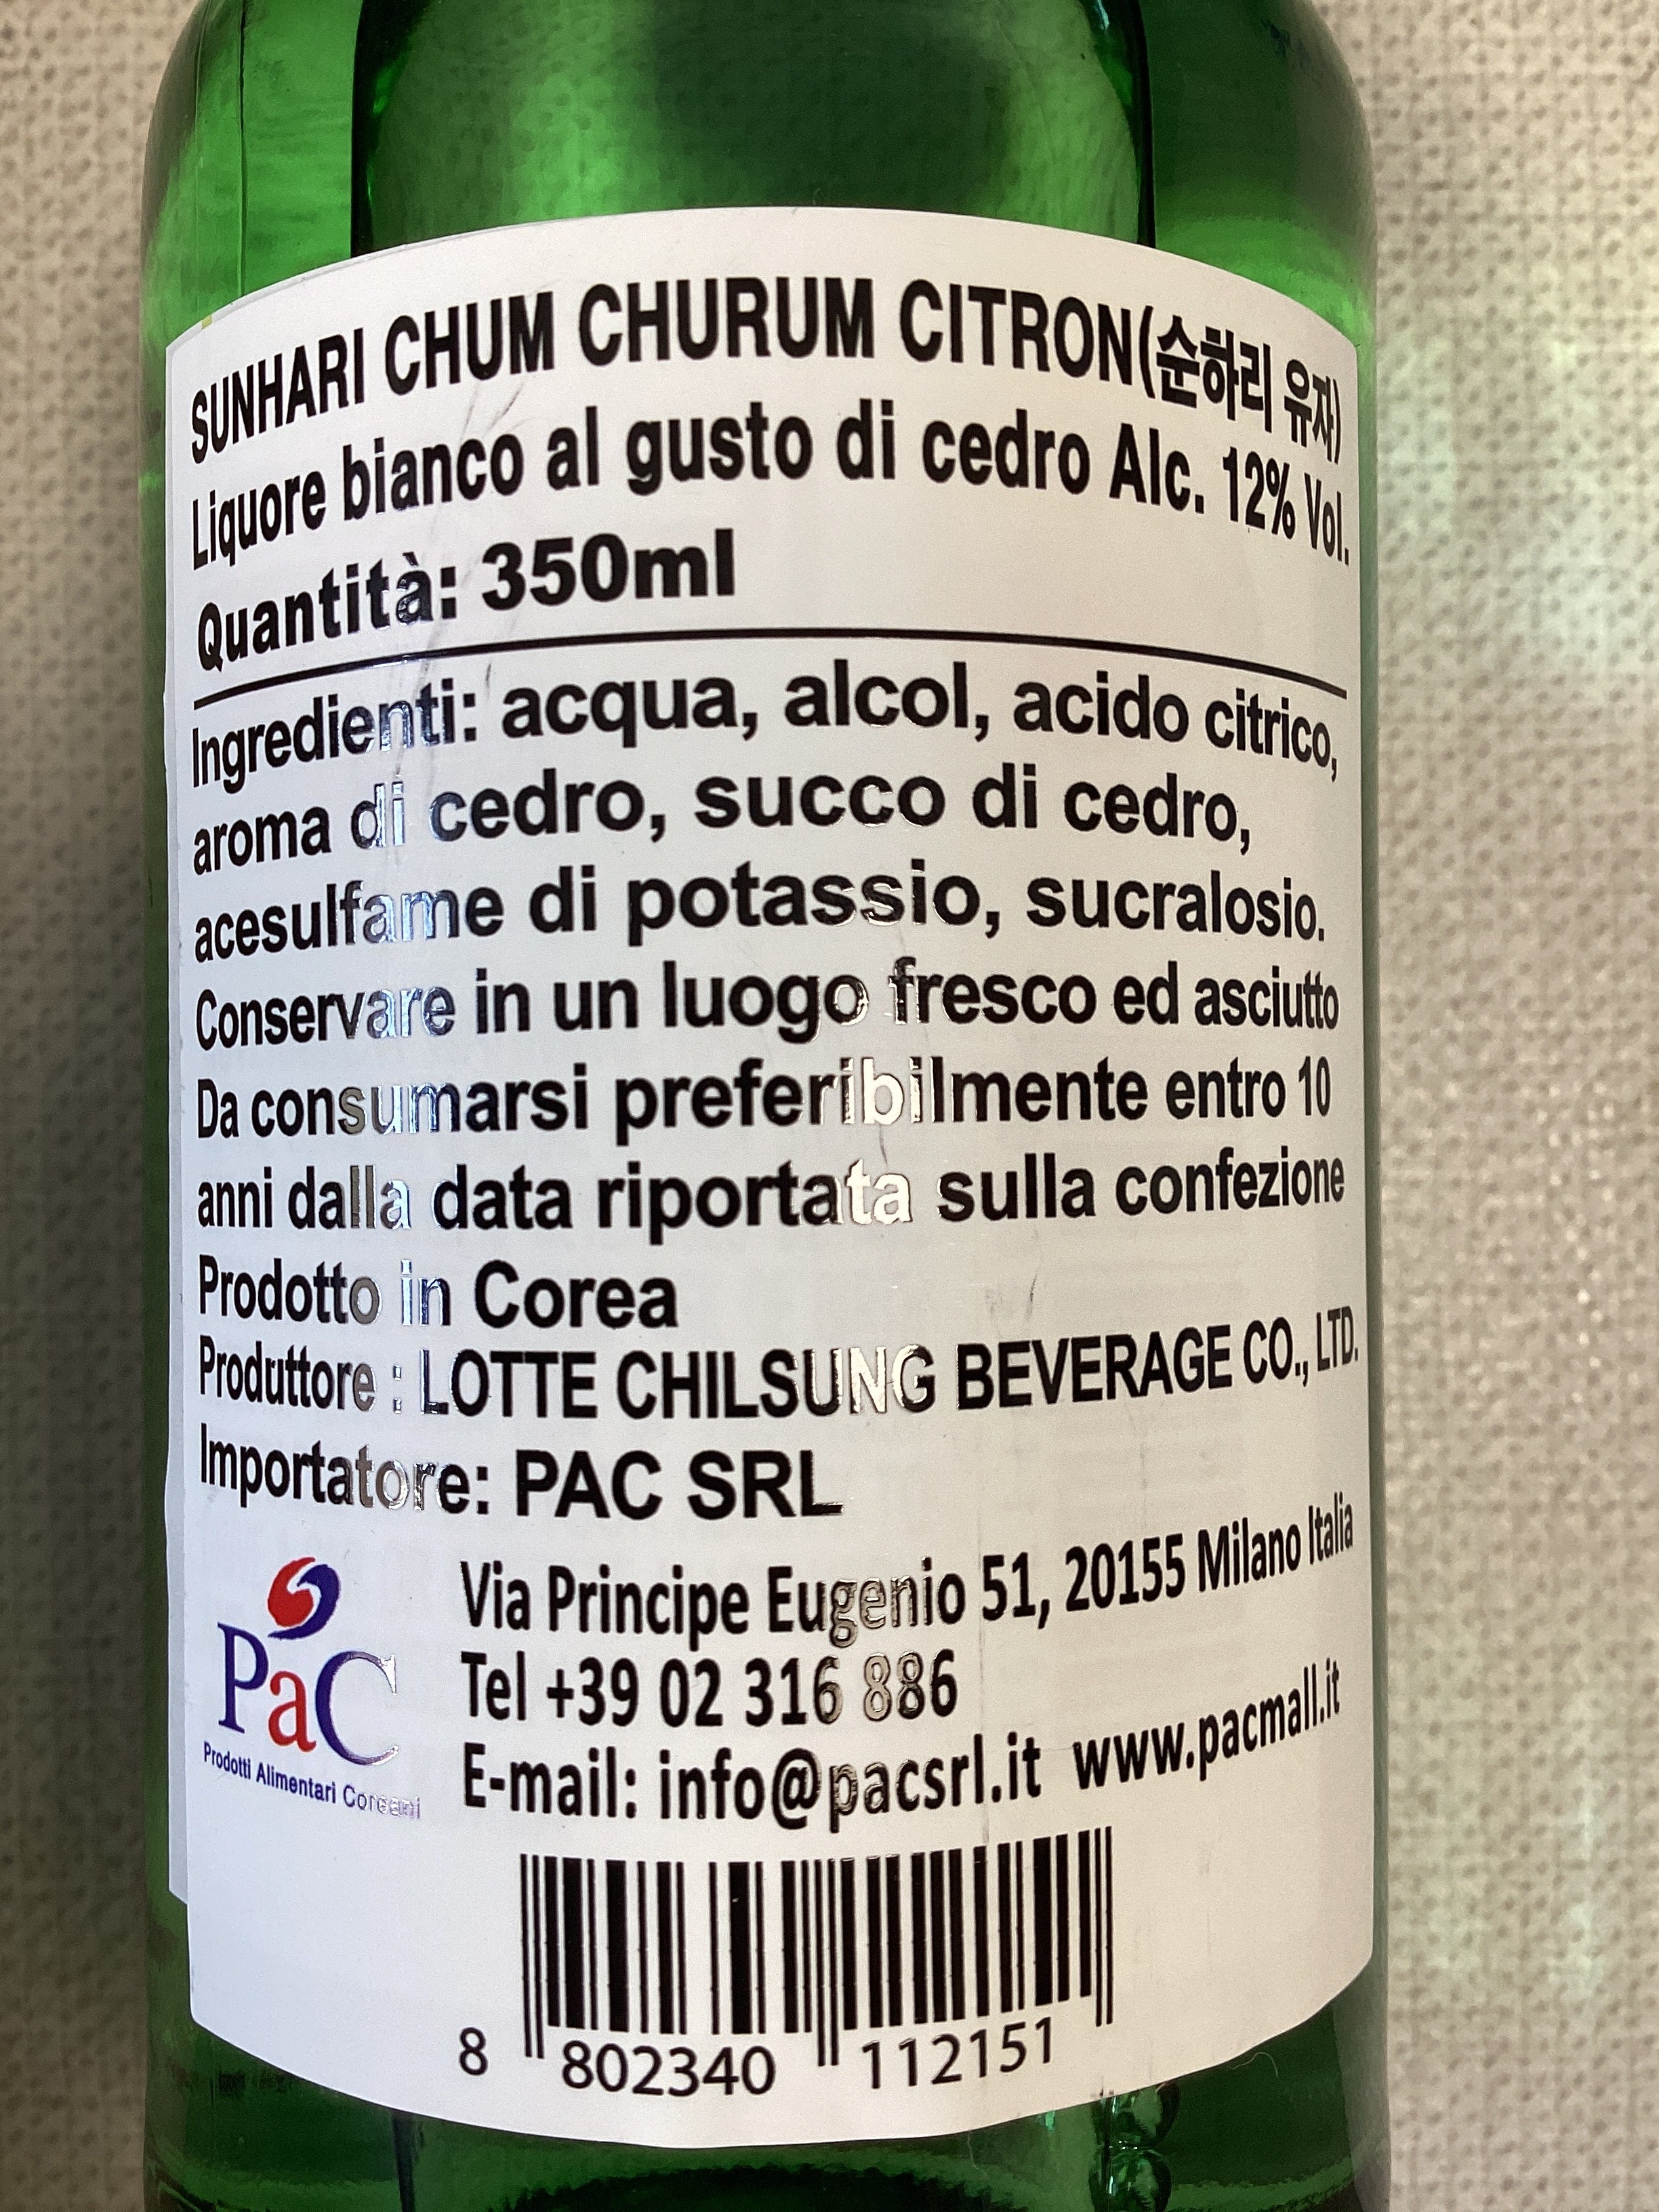 SUNHARI CHUM CHURUM CITRON(순하리 유자)
Liquore bianco al gusto di cedro Alc. 12% Vol.
Quantità: 350ml
Ingredienti: acqua, alcol, acido citrico,
aroma di cedro, succo di cedro,
acesulfame di potassio, sucralosio.
Conservare in un luogo fresco ed asciutto
Da consumarsi preferibilmente entro 10
anni dalla data riportata sulla confezione
Prodotto in Corea
Produttore : LOTTE CHILSUNG BEVERAGE CO., LTD.
Importatore: PAC SRL
PaC
Prodotti Alimentari Coreani
Via Principe Eugenio 51, 20155 Milano Italia
Tel +39 02 316 886
E-mail: info@pacsrl.it www.pacmall.it
8 802340 112151